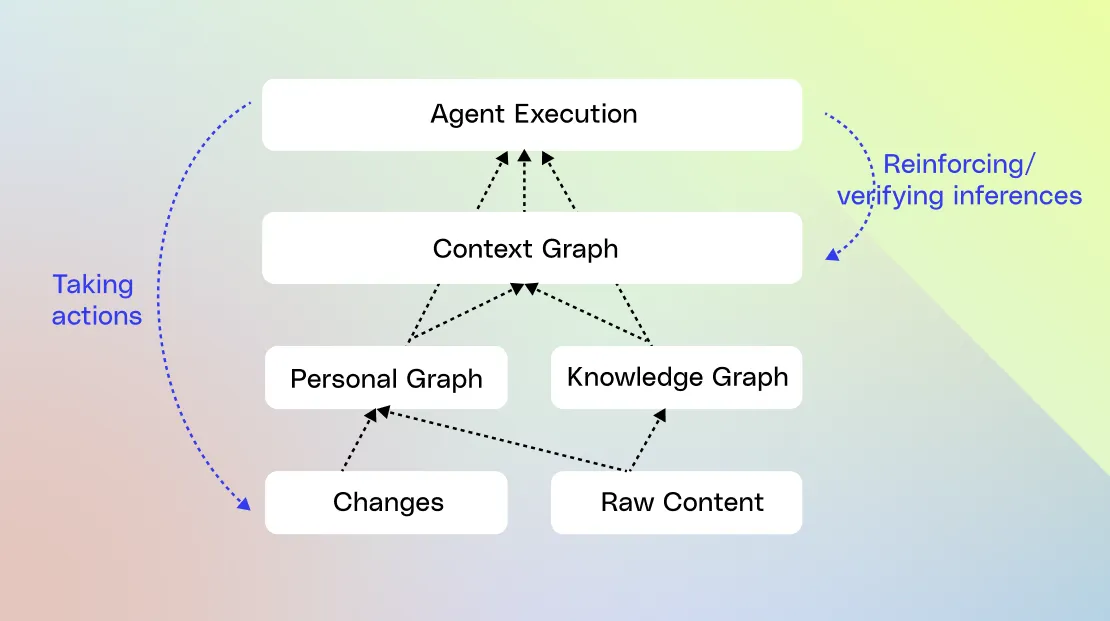 Agent Execution
Reinforcing/
verifying inferences
Context Graph
Taking
actions
Personal Graph
Knowledge Graph
Changes
Raw Content